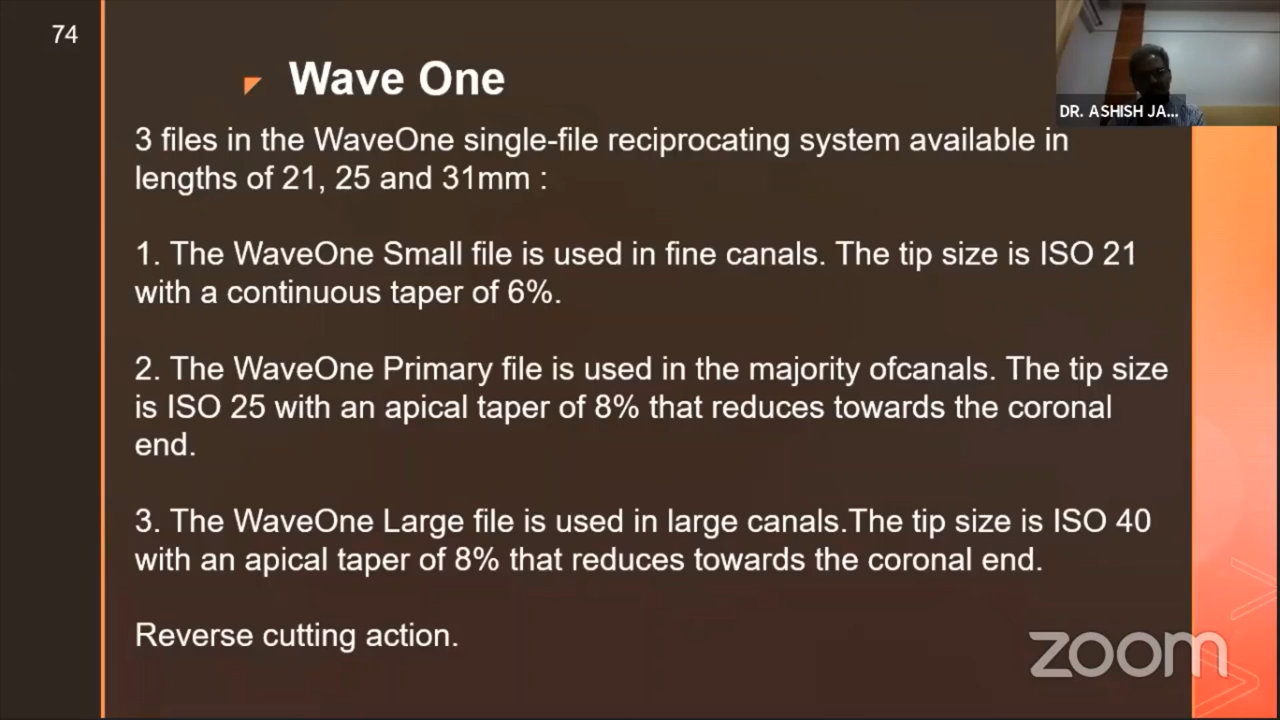 74
Wave One
DR. ASHISH JA...
3 files in the WaveOne single-file reciprocating system available in
lengths of 21, 25 and 31mm :
1. The WaveOne Small file is used in fine canals. The tip size is ISO 21
with a continuous taper of 6%.
2. The WaveOne Primary file is used in the majority ofcanals. The tip size
is ISO 25 with an apical taper of 8% that reduces towards the coronal
end.
3. The WaveOne Large file is used in large canals.The tip size is ISO 40
with an apical taper of 8% that reduces towards the coronal end.
Reverse cutting action.
zoom